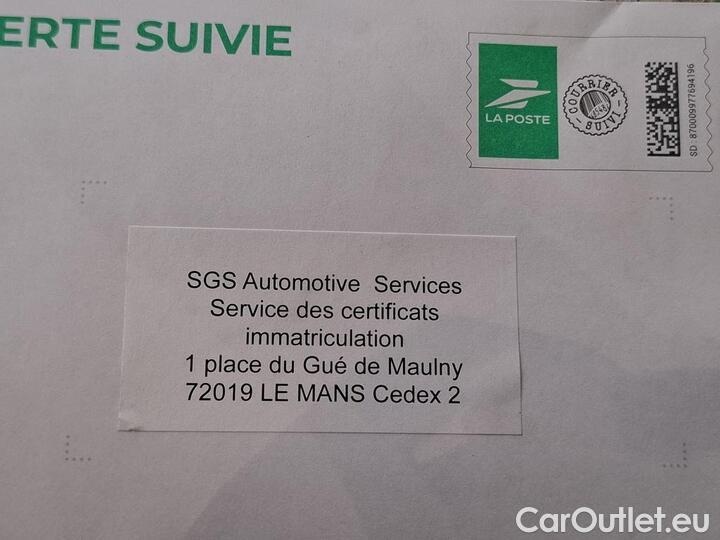 ERTE SUIVIE
LA POSTE
COURRIER
SUIVI
SD : 870009977694196
SGS Automotive Services
Service des certificats
immatriculation
1 place du Gué de Maulny
72019 LE MANS Cedex 2
CarOutlet.eu